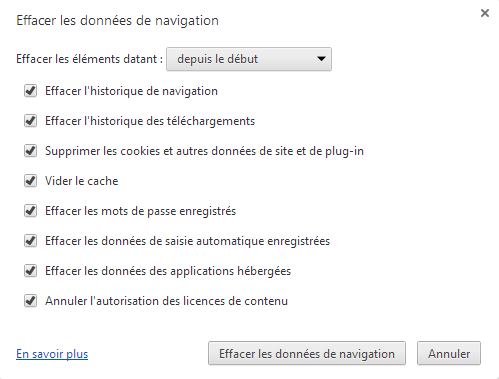 Effacer les données de navigation
Effacer les éléments datant : depuis le début
Effacer l'historique de navigation
Effacer l'historique des téléchargements
Supprimer les cookies et autres données de site et de plug-in
Vider le cache
Effacer les mots de passe enregistrés
Effacer les données de saisie automatique enregistrées
Effacer les données des applications hébergées
Annuler l'autorisation des licences de contenu
En savoir plus Effacer les données de navigation Annuler